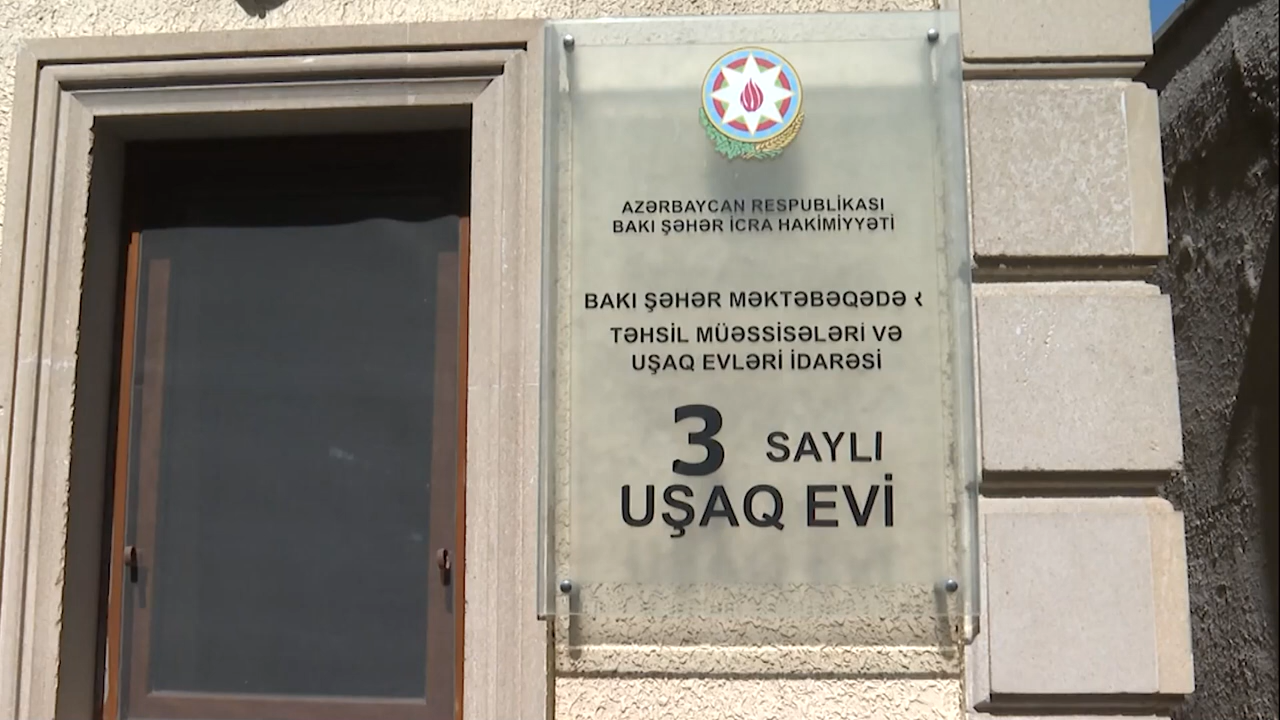 AZƏRBAYCAN RESPUBLİKASI
BAKI ŞƏHƏR İCRA HAKİMİYYƏTİ
BAKI ŞƏHƏR MƏKTƏBƏQƏDƏR
TƏHSİL MÜƏSSİSƏLƏRİ VƏ
UŞAQ EVLƏRİ İDARƏSİ
3 SAYLI
UŞAQ EVİ